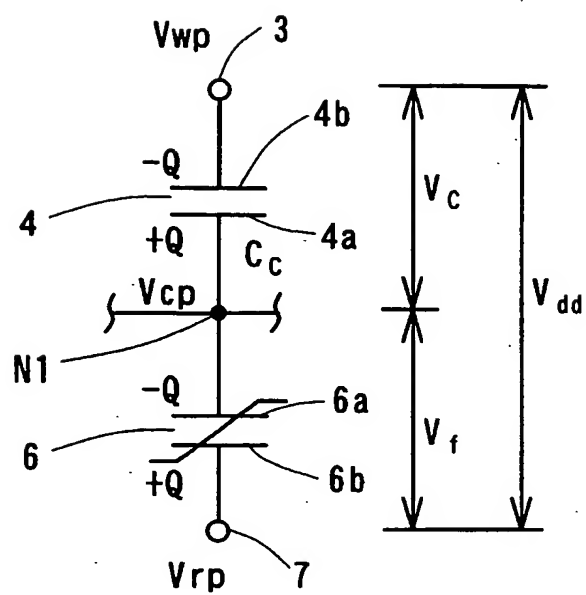 Vwp 3
4b
-Q
4
+Q 4a
Cc
Vcp
N1
-Q
6a
6
+Q 6b
Vrp 7
Vc
Vdd
Vf